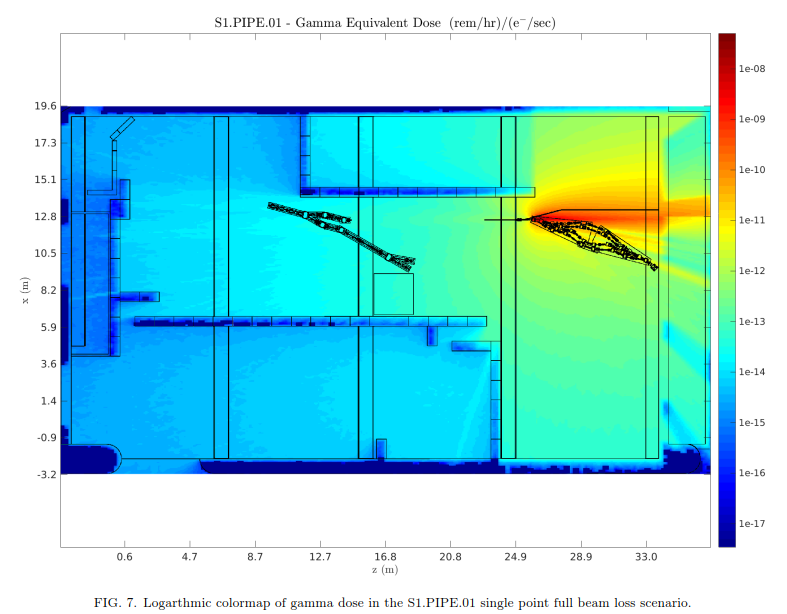 S1.PIPE.01 - Gamma Equivalent Dose (rem/hr)/(e⁻/sec)
19.6
17.3
15.1
12.8
10.5
8.2
5.9
3.6
1.4
-0.9
-3.2
x (m)
0.6 4.7 8.7 12.7 16.8 20.8 24.9 28.9 33.0
z (m)
1e-08
1e-09
1e-10
1e-11
1e-12
1e-13
1e-14
1e-15
1e-16
1e-17
FIG. 7. Logarthmic colormap of gamma dose in the S1.PIPE.01 single point full beam loss scenario.